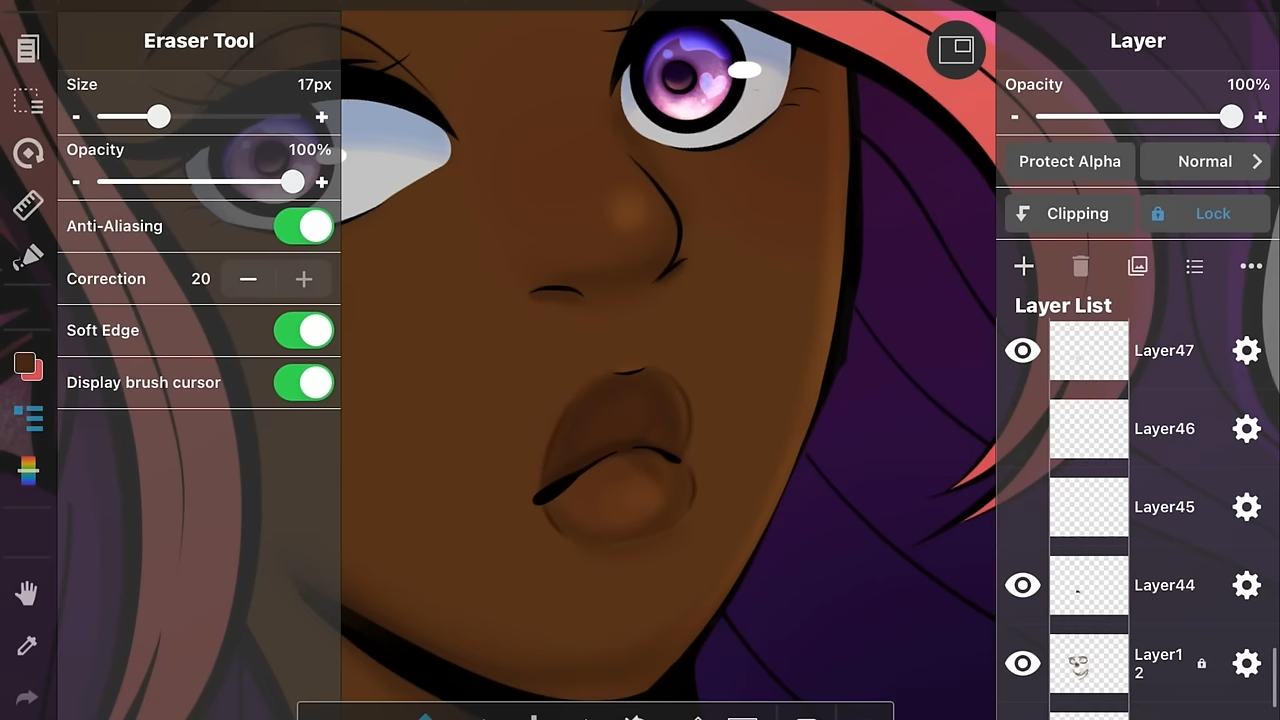 Eraser Tool
Size 17px
- +
Opacity 100%
- +
Anti-Aliasing
Correction 20 - +
Soft Edge
Display brush cursor
Layer
Opacity 100%
- +
Protect Alpha Normal
Clipping Lock
Layer List
Layer47
Layer46
Layer45
Layer44
Layer1
2